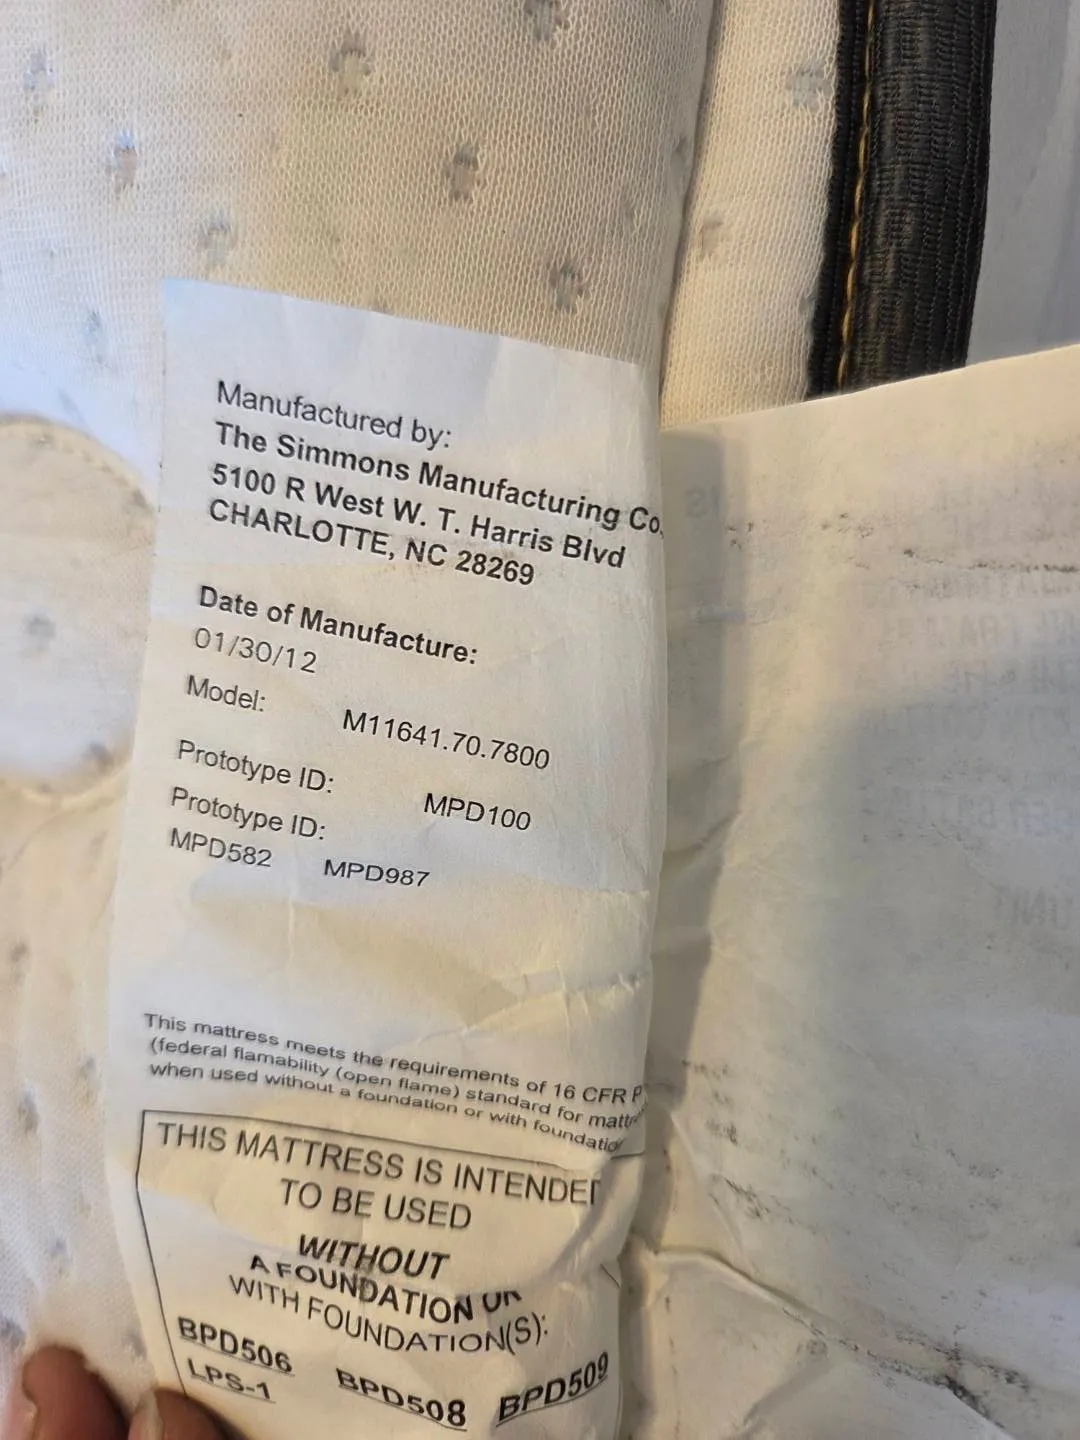 Manufactured by:
The Simmons Manufacturing Co.
5100 R West W. T. Harris Blvd
CHARLOTTE, NC 28269
Date of Manufacture:
01/30/12
Model: M11641.70.7800
Prototype ID: MPD100
Prototype ID:
MPD582 MPD987
This mattress meets the requirements of 16 CFR
(federal flammability (open flame) standard for
when used without a foundation or with
THIS MATTRESS IS INTENDED
TO BE USED
WITHOUT
A FOUNDATION OR
WITH FOUNDATION(S):
BPD506 BPD508 BPD509
LPS-1